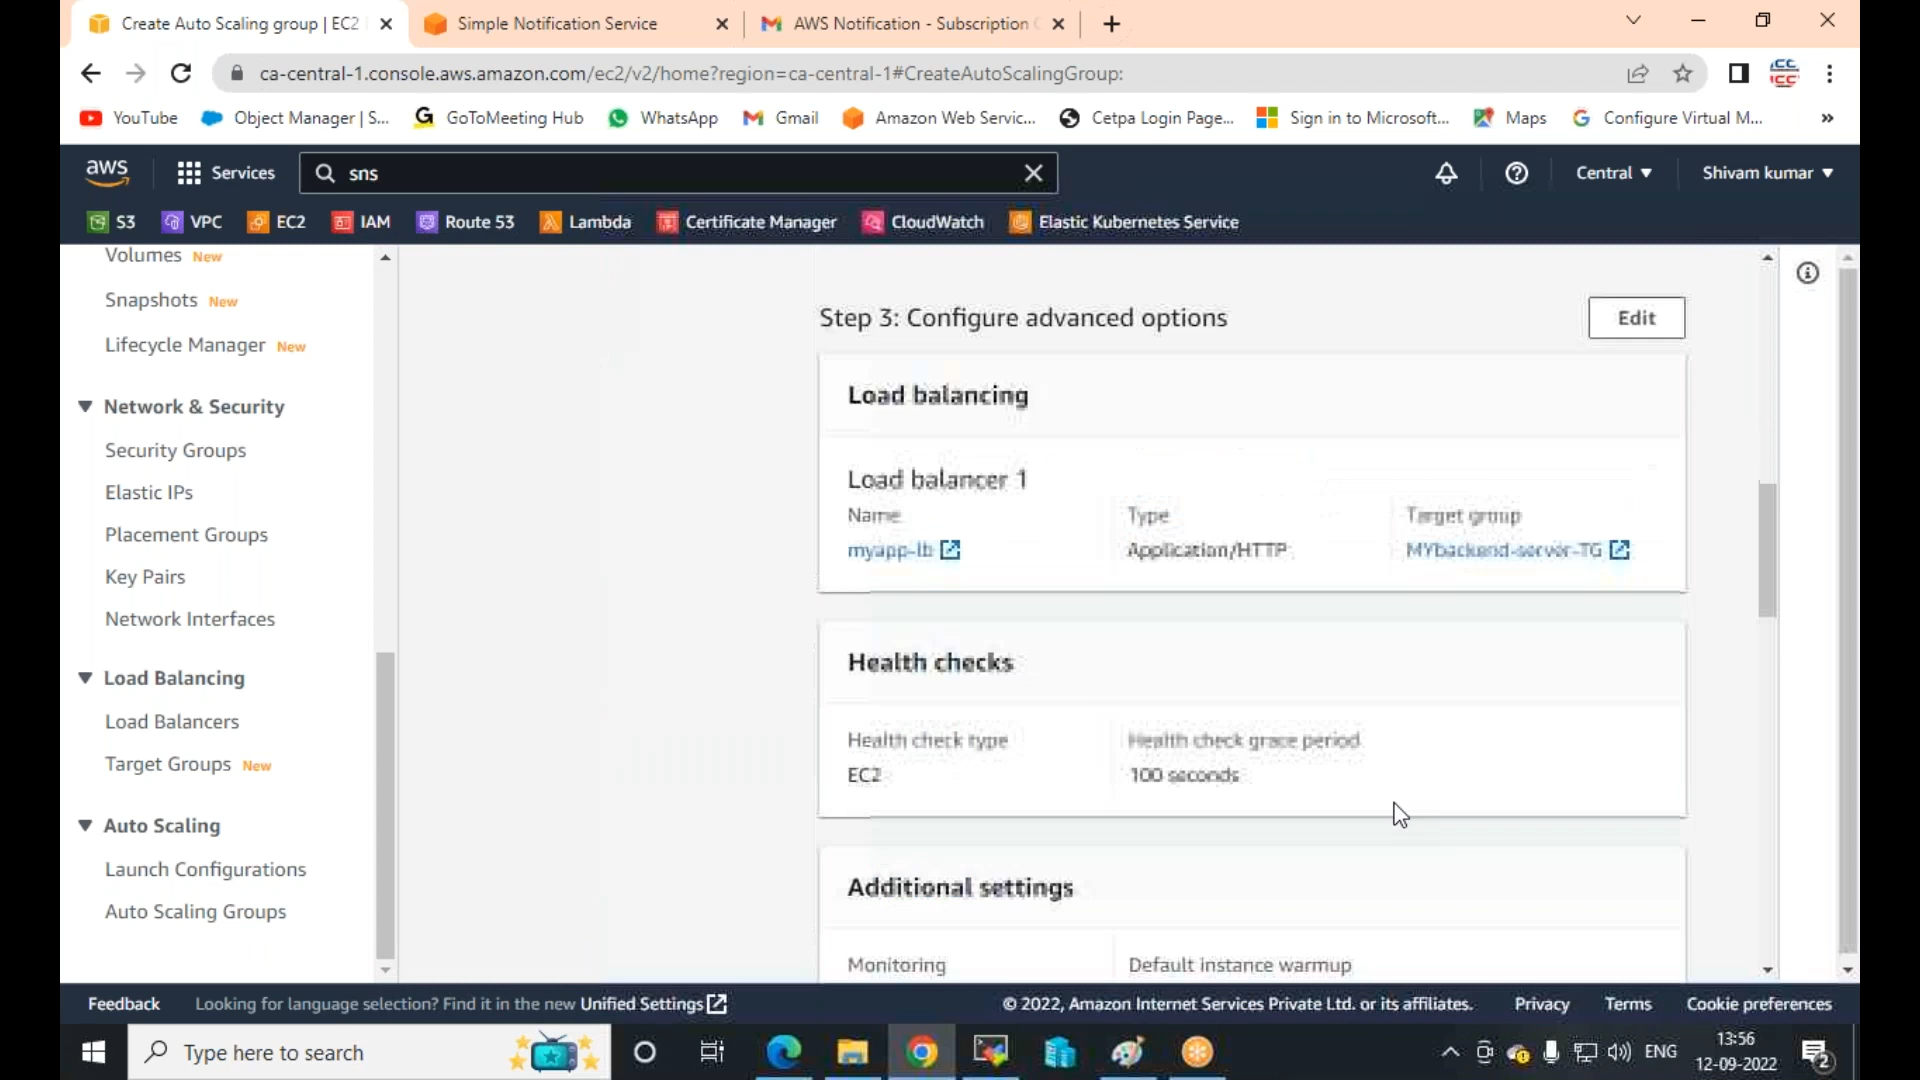 Create Auto Scaling group | EC2
Simple Notification Service
AWS Notification - Subscription
ca-central-1.console.aws.amazon.com/ec2/v2/home?region=ca-central-1#CreateAutoScalingGroup:
YouTube
Object Manager | S...
GoToMeeting Hub
WhatsApp
Gmail
Amazon Web Servic...
Cetpa Login Page...
Sign in to Microsoft...
Maps
Configure Virtual M...
»
aws
Services
sns
Central ▼
Shivam kumar ▼
S3
VPC
EC2
IAM
Route 53
Lambda
Certificate Manager
CloudWatch
Elastic Kubernetes Service
Volumes New
Snapshots New
Lifecycle Manager New
Network & Security
Security Groups
Elastic IPs
Placement Groups
Key Pairs
Network Interfaces
Load Balancing
Load Balancers
Target Groups New
Auto Scaling
Launch Configurations
Auto Scaling Groups
Step 3: Configure advanced options
Edit
Load balancing
Load balancer 1
Name
Type
Target group
myapp-lb
Application/HTTP
MYbackend-server-TG
Health checks
Health check type
Health check grace period
EC2
100 seconds
Additional settings
Monitoring
Default instance warmup
Feedback
Looking for language selection? Find it in the new Unified Settings
© 2022, Amazon Internet Services Private Ltd. or its affiliates.
Privacy
Terms
Cookie preferences
Type here to search
ENG
13:56
12-09-2022
2